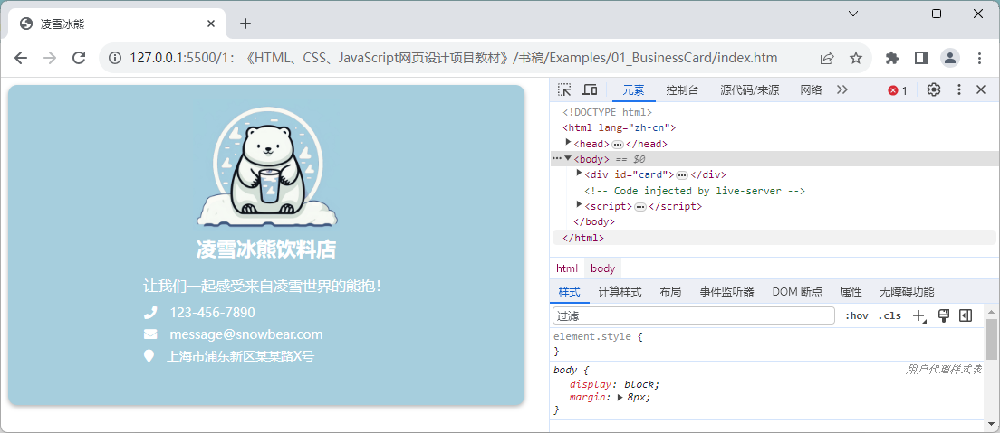 凌雪冰熊
127.0.0.1:5500/1：《HTML、CSS、JavaScript网页设计项目教材》/书稿/Examples/01_BusinessCard/index.htm
凌雪冰熊饮料店
让我们一起感受来自凌雪世界的熊抱！
123-456-7890
message@snowbear.com
上海市浦东新区某某路X号
元素 控制台 源代码/来源 网络 1
<!DOCTYPE html>
<html lang="zh-cn">
<head>…</head>
<body> == $0
<div id="card">…</div>
<!-- Code injected by live-server -->
<script>…</script>
</body>
</html>
html body
样式 计算样式 布局 事件监听器 DOM 断点 属性 无障碍功能
过滤 :hov .cls
element.style {
}
body { 用户代理样式表
display: block;
margin: 8px;
}